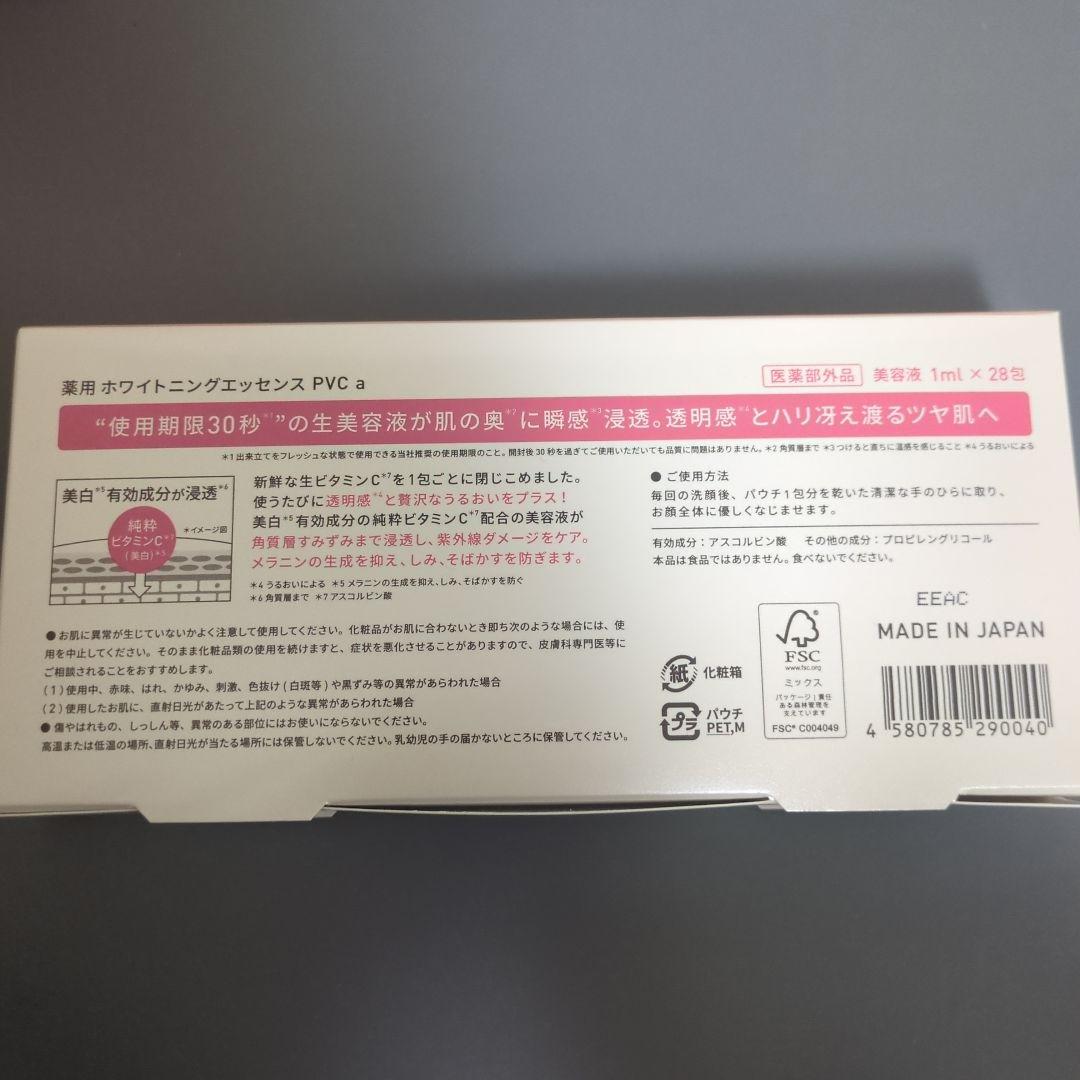 薬用 ホワイトニングエッセンス PVC a
医薬部外品 美容液 1ml × 28包
“使用期限30秒*1”の生美容液が肌の奥*2に瞬感*3浸透。透明感*4とハリ冴え渡るツヤ肌へ
*1 出来立てをフレッシュな状態で使用できる当社推奨の使用期限のこと。開封後30秒を過ぎてご使用いただいても品質に問題はありません。*2 角質層まで *3 つけると直ちに温感を感じること *4 うるおいによる
美白*5有効成分が浸透*6
純粋
ビタミンC*7
(美白)*5
*イメージ図
新鮮な生ビタミンC*7を1包ごとに閉じこめました。
使うたびに透明感*4と贅沢なうるおいをプラス！
美白*5有効成分の純粋ビタミンC*7配合の美容液が
角質層すみずみまで浸透し、紫外線ダメージをケア。
メラニンの生成を抑え、しみ、そばかすを防ぎます。
*4 うるおいによる *5 メラニンの生成を抑え、しみ、そばかすを防ぐ
*6 角質層まで *7 アスコルビン酸
● ご使用方法
毎回の洗顔後、パウチ1包分を乾いた清潔な手のひらに取り、
お顔全体に優しくなじませます。
有効成分：アスコルビン酸 その他の成分：プロピレングリコール
本品は食品ではありません。食べないでください。
● お肌に異常が生じていないかよく注意して使用してください。化粧品がお肌に合わないとき即ち次のような場合には、使
用を中止してください。そのまま化粧品類の使用を続けますと、症状を悪化させることがありますので、皮膚科専門医等に
ご相談されることをおすすめします。
(1) 使用中、赤味、はれ、かゆみ、刺激、色抜け(白斑等)や黒ずみ等の異常があらわれた場合
(2) 使用したお肌に、直射日光があたって上記のような異常があらわれた場合
● 傷やはれもの、しっしん等、異常のある部位にはお使いにならないでください。
高温または低温の場所、直射日光が当たる場所には保管しないでください。乳幼児の手の届かないところに保管してください。
紙 化粧箱
プラ パウチ
PET,M
FSC
www.fsc.org
ミックス
パッケージ | 責任
ある森林管理を
支えています
FSC® C004049
EEAC
MADE IN JAPAN
4 580785 290040